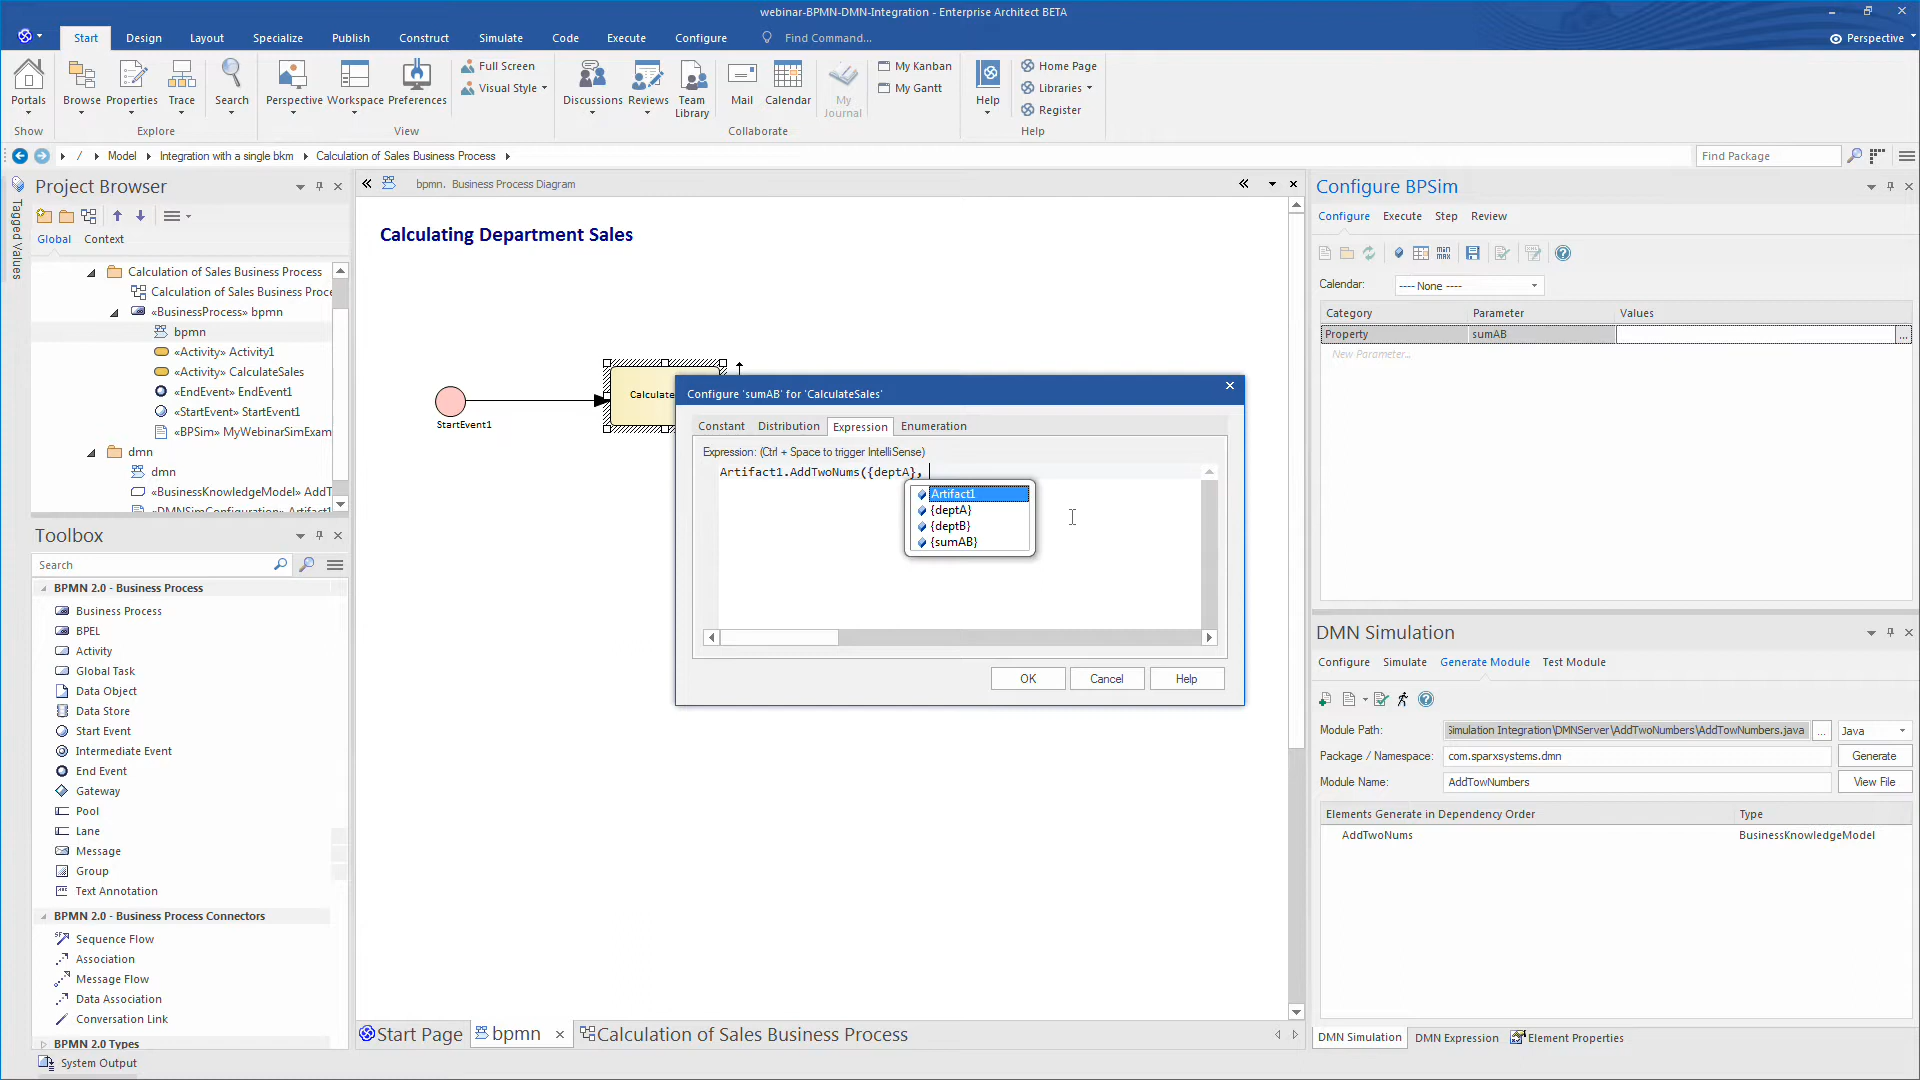 webinar-BPMN-DMN-Integration - Enterprise Architect BETA
Start Design Layout Specialize Publish Construct Simulate Code Execute Configure Find Command... Perspective
Portals Browse Properties Trace Search Perspective Workspace Preferences Full Screen Visual Style Discussions Reviews Team Library Mail Calendar My Journal My Kanban My Gantt Help Home Page Libraries Register
Show Explore View Collaborate Help
/ Model Integration with a single bkm Calculation of Sales Business Process Find Package
Tagged Values
Project Browser
Global Context
Calculation of Sales Business Process
Calculation of Sales Business Proce
«BusinessProcess» bpmn
bpmn
«Activity» Activity1
«Activity» CalculateSales
«EndEvent» EndEvent1
«StartEvent» StartEvent1
«BPSim» MyWebinarSimExam
dmn
dmn
«BusinessKnowledgeModel» AddT
«DMNSimConfiguration» Artifact1
Toolbox
Search
BPMN 2.0 - Business Process
Business Process
BPEL
Activity
Global Task
Data Object
Data Store
Start Event
Intermediate Event
End Event
Gateway
Pool
Lane
Message
Group
Text Annotation
BPMN 2.0 - Business Process Connectors
Sequence Flow
Association
Message Flow
Data Association
Conversation Link
BPMN 2.0 Types
System Output
bpmn. Business Process Diagram
Calculating Department Sales
StartEvent1
Calculate
Configure 'sumAB' for 'CalculateSales'
Constant Distribution Expression Enumeration
Expression: (Ctrl + Space to trigger IntelliSense)
Artifact1.AddTwoNums({deptA},
Artifact1
{deptA}
{deptB}
{sumAB}
OK Cancel Help
Start Page bpmn Calculation of Sales Business Process
Configure BPSim
Configure Execute Step Review
min max
Calendar: ---- None ----
Category Parameter Values
Property sumAB ...
New Parameter...
DMN Simulation
Configure Simulate Generate Module Test Module
Module Path: Simulation Integration\DMNServer\AddTwoNumbers\AddTowNumbers.java ... Java
Package / Namespace: com.sparxsystems.dmn Generate
Module Name: AddTowNumbers View File
Elements Generate in Dependency Order Type
AddTwoNums BusinessKnowledgeModel
DMN Simulation DMN Expression Element Properties